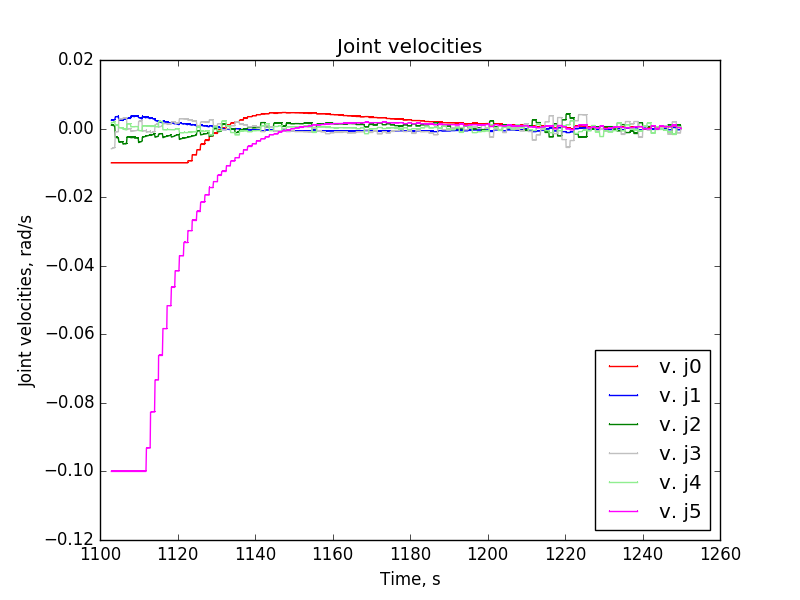 Joint velocities
0.02
0.00
−0.02
−0.04
−0.06
−0.08
−0.10
−0.12
Joint velocities, rad/s
1100 1120 1140 1160 1180 1200 1220 1240 1260
Time, s
v. j0
v. j1
v. j2
v. j3
v. j4
v. j5